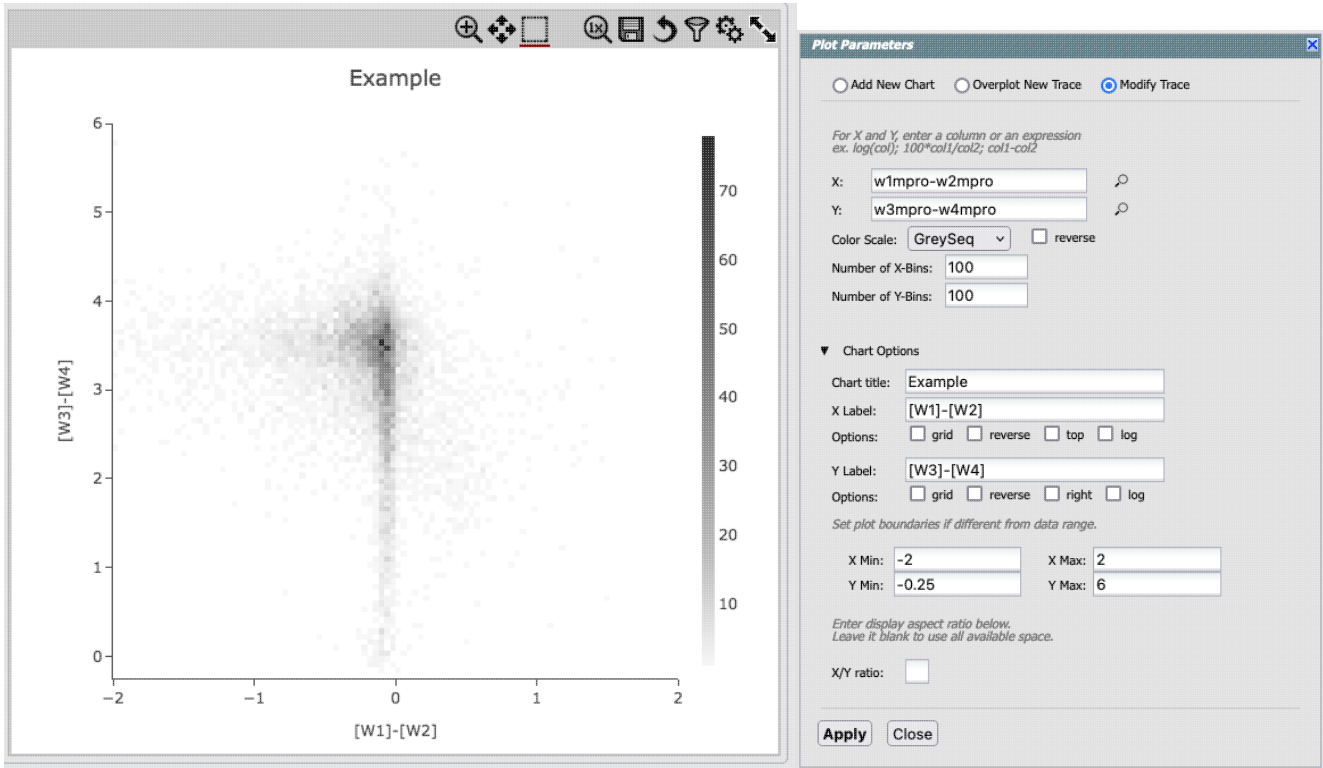 1x
Example
6
5
4
3
2
1
0
[W3]-[W4]
−2
−1
0
1
2
[W1]-[W2]
70
60
50
40
30
20
10
Plot Parameters
Add New Chart Overplot New Trace Modify Trace
For X and Y, enter a column or an expression
ex. log(col); 100*col1/col2; col1-col2
X: w1mpro-w2mpro
Y: w3mpro-w4mpro
Color Scale: GreySeq reverse
Number of X-Bins: 100
Number of Y-Bins: 100
Chart Options
Chart title: Example
X Label: [W1]-[W2]
Options: grid reverse top log
Y Label: [W3]-[W4]
Options: grid reverse right log
Set plot boundaries if different from data range.
X Min: -2 X Max: 2
Y Min: -0.25 Y Max: 6
Enter display aspect ratio below.
Leave it blank to use all available space.
X/Y ratio:
Apply Close